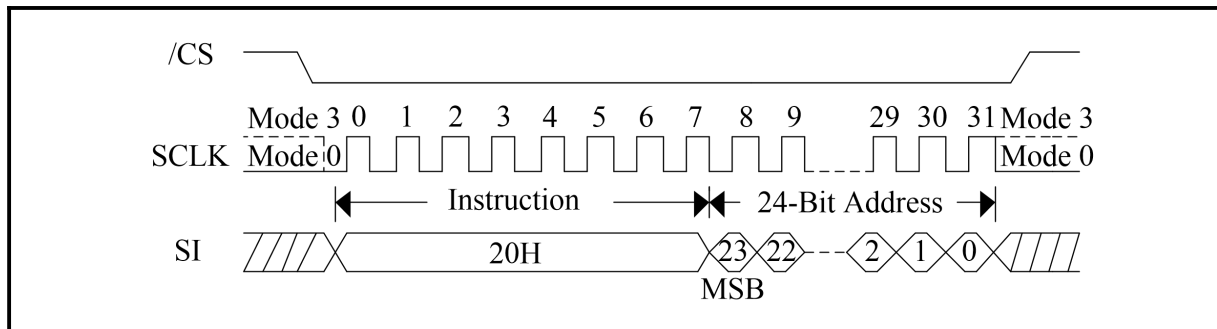 /CS
Mode 3 0 1 2 3 4 5 6 7 8 9 29 30 31 Mode 3
SCLK Mode 0 Mode 0
Instruction 24-Bit Address
SI 20H 23 22 2 1 0
MSB